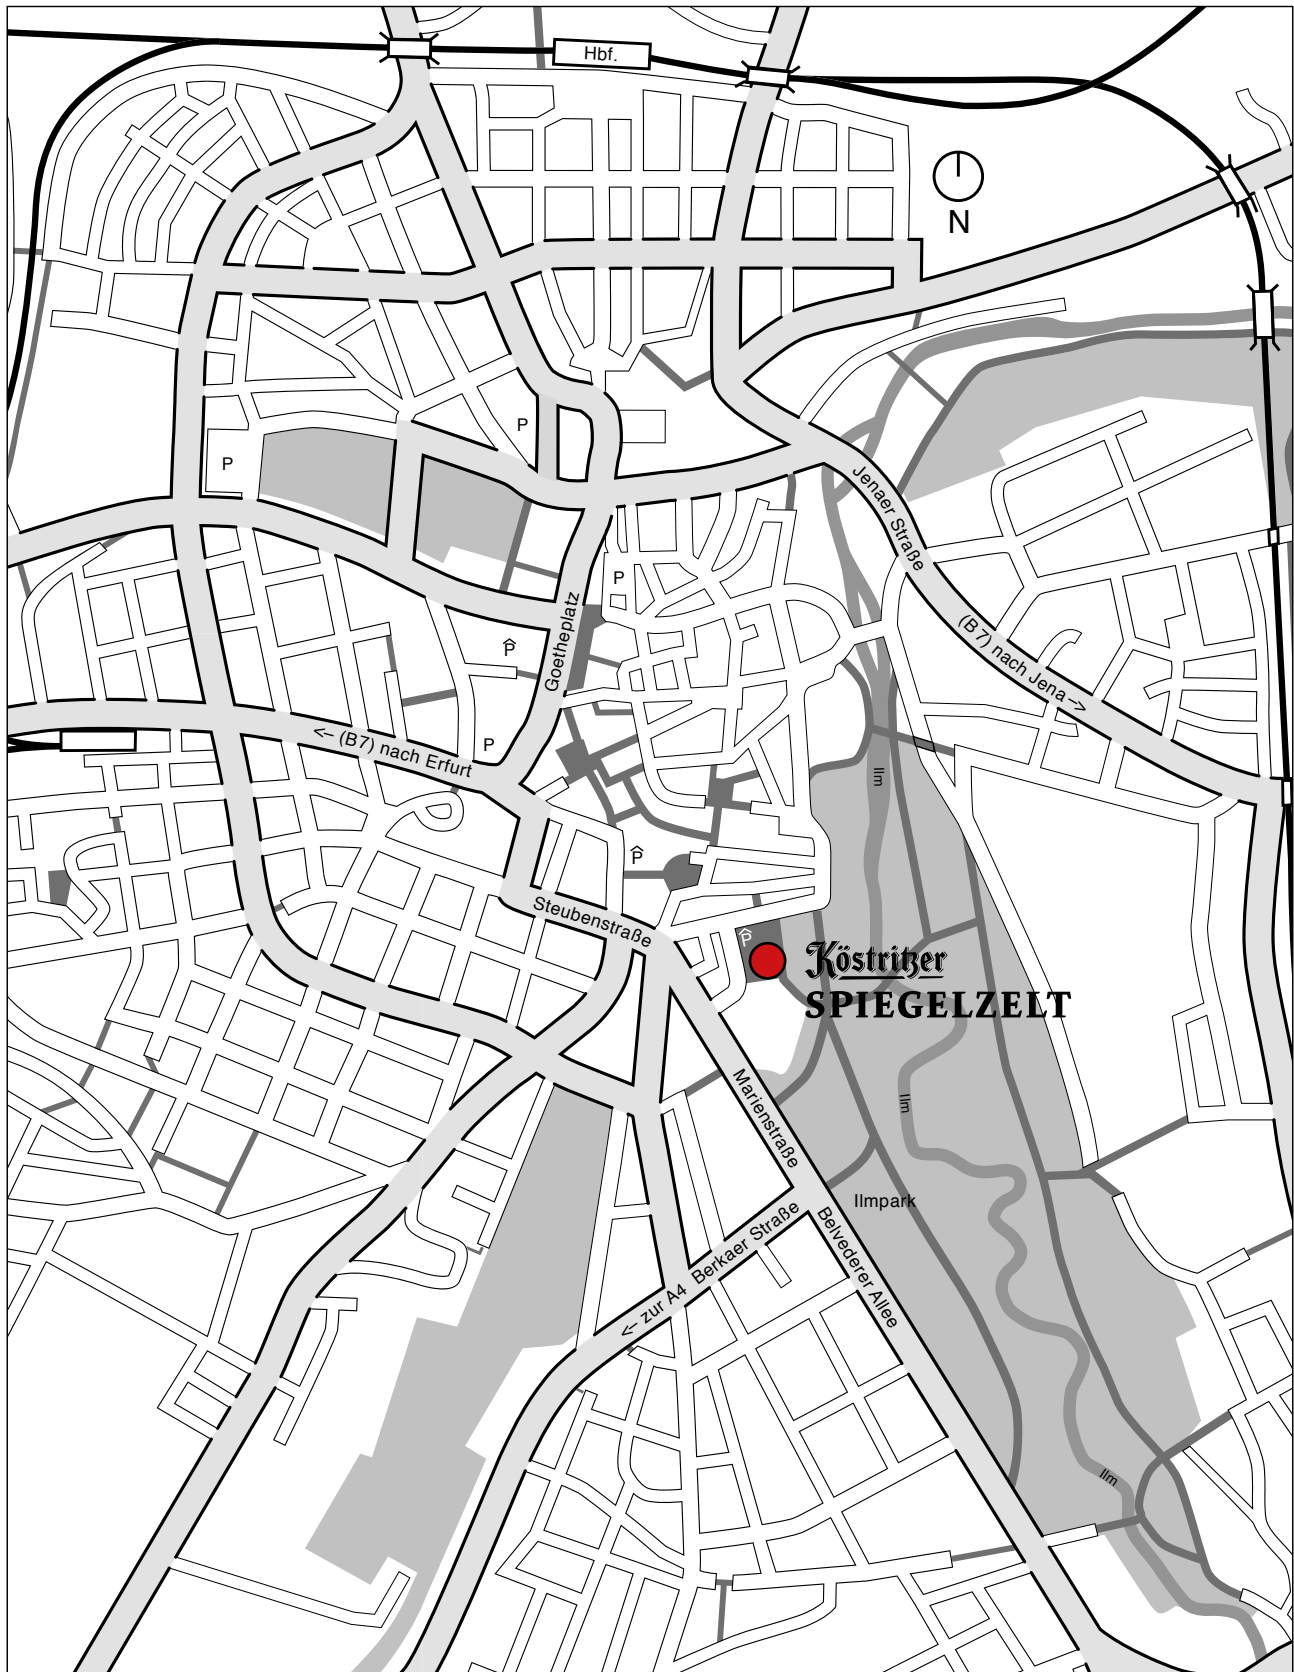 Hbf.
N
P
P
Jenaer Straße
P
Goetheplatz
P
(B7) nach Jena ->
P
<- (B7) nach Erfurt
Ilm
P
Steubenstraße
P
Köstritzer
SPIEGELZELT
Marienstraße
Ilm
Ilmpark
Berkaer Straße
<- zur A4
Belvederer Allee
Ilm